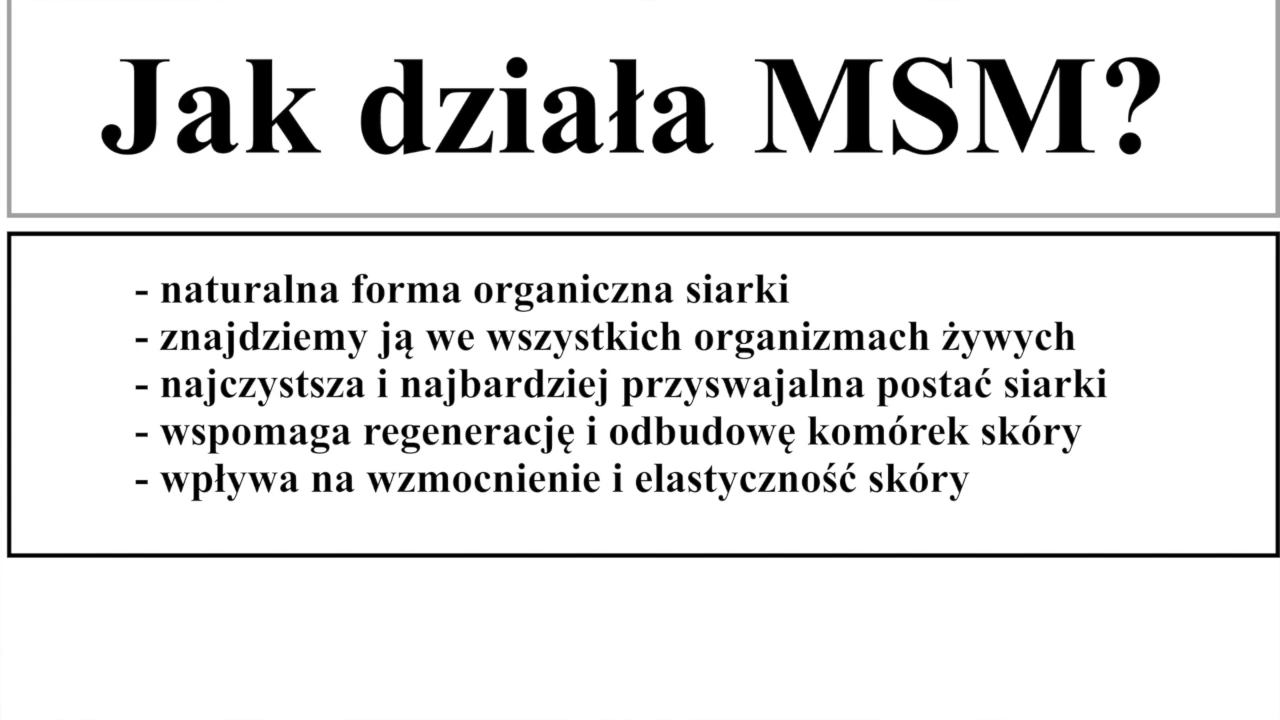 Jak działa MSM?
- naturalna forma organiczna siarki
- znajdziemy ją we wszystkich organizmach żywych
- najczystsza i najbardziej przyswajalna postać siarki
- wspomaga regenerację i odbudowę komórek skóry
- wpływa na wzmocnienie i elastyczność skóry